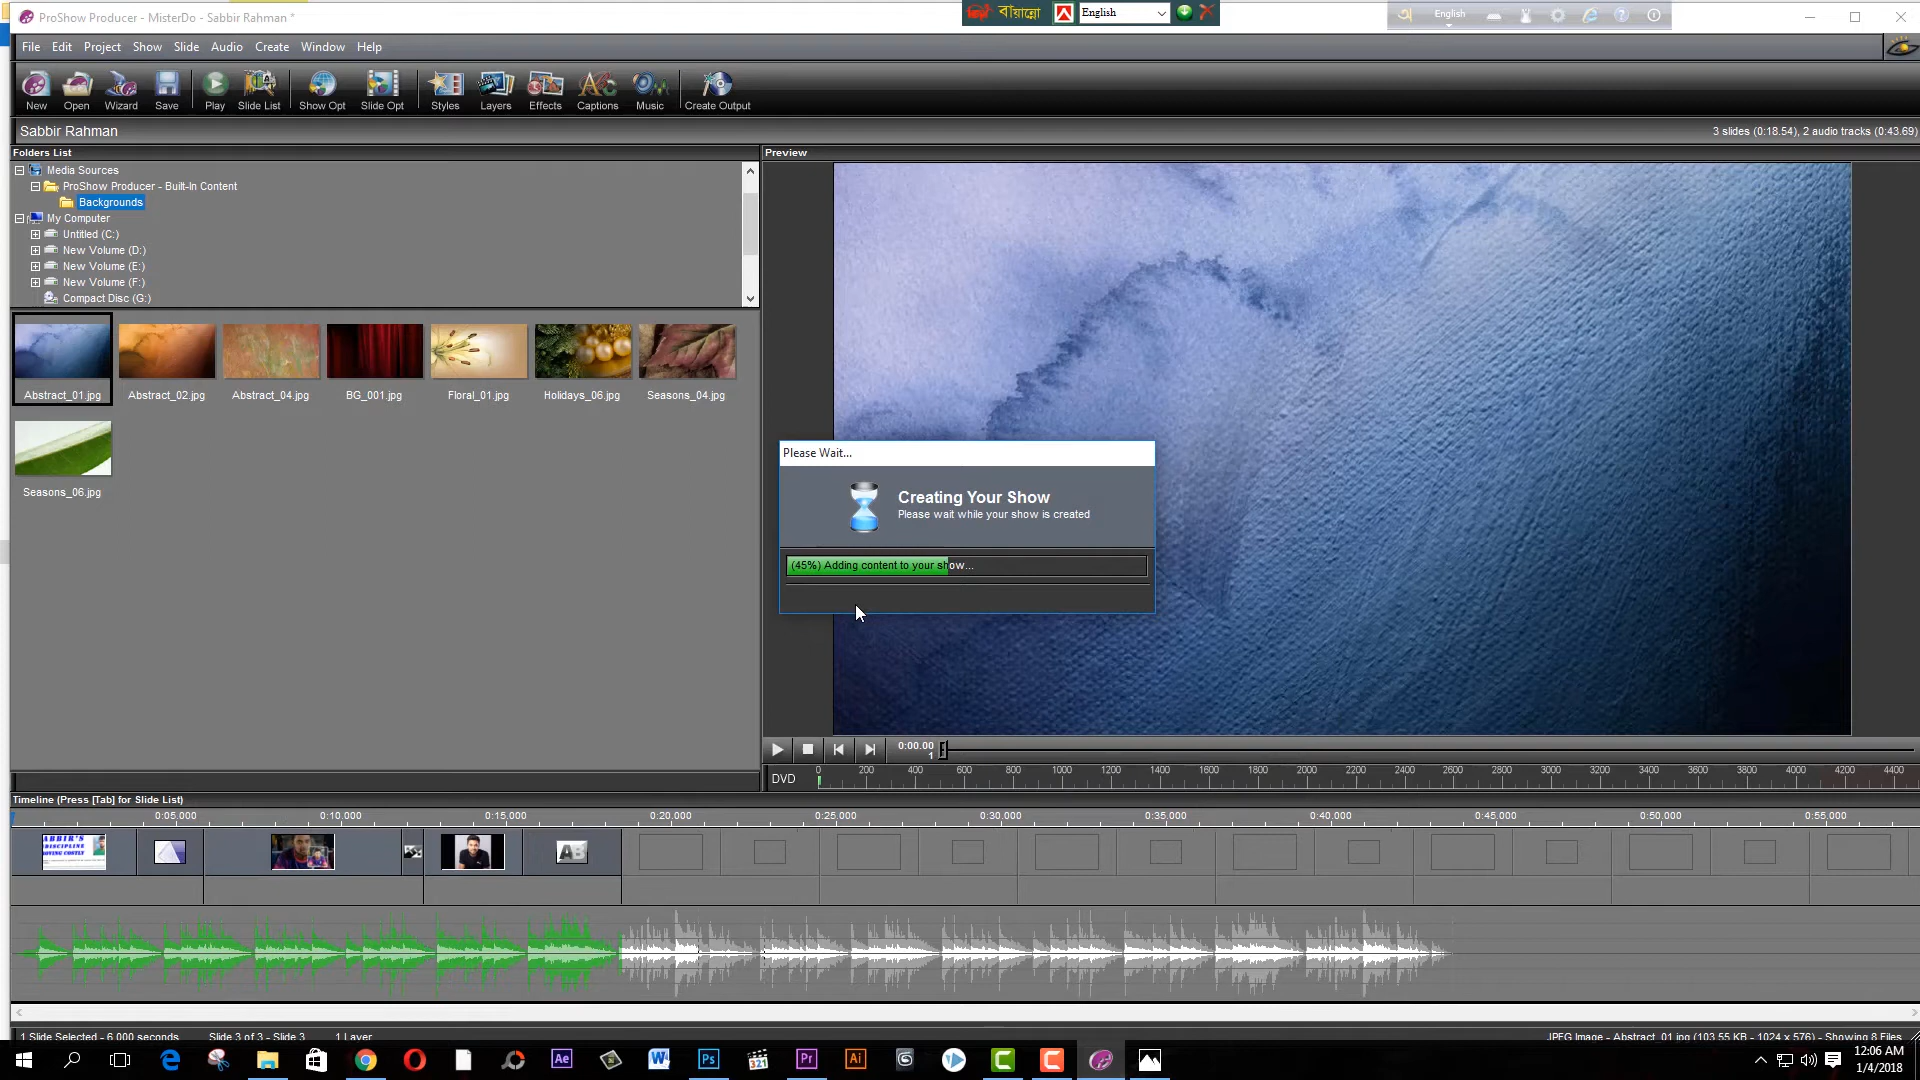 ProShow Producer - MisterDo - Sabbir Rahman *
বায়ান্নো
English
অ
English
File Edit Project Show Slide Audio Create Window Help
New Open Wizard Save Play Slide List Show Opt Slide Opt Styles Layers Effects Captions Music Create Output
Sabbir Rahman
3 slides (0:18.54), 2 audio tracks (0:43.69)
Folders List
Preview
Media Sources
ProShow Producer - Built-In Content
Backgrounds
My Computer
Untitled (C:)
New Volume (D:)
New Volume (E:)
New Volume (F:)
Compact Disc (G:)
Abstract_01.jpg Abstract_02.jpg Abstract_04.jpg BG_001.jpg Floral_01.jpg Holidays_06.jpg Seasons_04.jpg
Seasons_06.jpg
Please Wait...
Creating Your Show
Please wait while your show is created
(45%) Adding content to your show...
0:00.00
1
DVD 0 200 400 600 800 1000 1200 1400 1600 1800 2000 2200 2400 2600 2800 3000 3200 3400 3600 3800 4000 4200 4400
Timeline (Press [Tab] for Slide List)
0:05.000 0:10.000 0:15.000 0:20.000 0:25.000 0:30.000 0:35.000 0:40.000 0:45.000 0:50.000 0:55.000
AB
1 Slide Selected - 6.000 seconds Slide 3 of 3 - Slide 3 1 Layer
JPEG Image - Abstract_01.jpg (103.55 KB - 1024 x 576) - Showing 8 Files
Ae
W
Ps
321
Pr
Ai
12:06 AM
1/4/2018